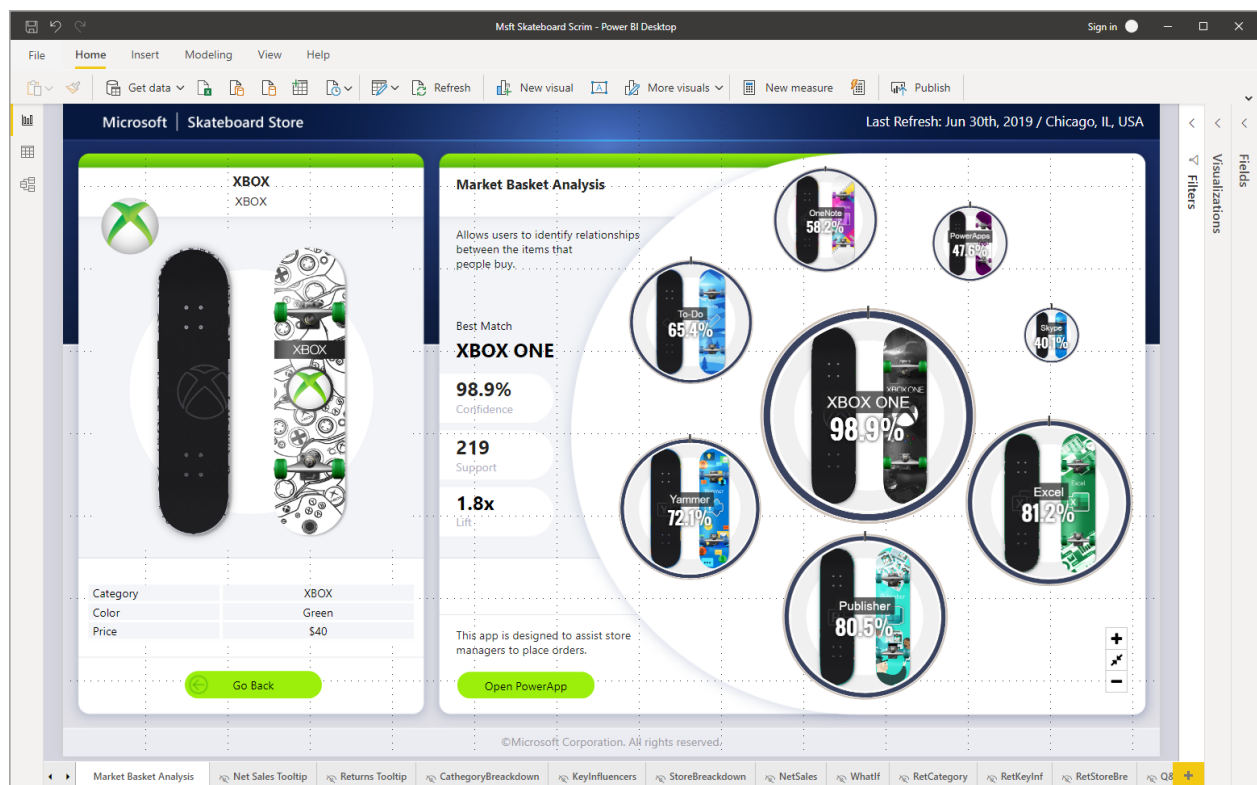 Msft Skateboard Scrim - Power BI Desktop
Sign in
File
Home
Insert
Modeling
View
Help
Get data
Refresh
New visual
A
More visuals
New measure
Publish
Microsoft | Skateboard Store
Last Refresh: Jun 30th, 2019 / Chicago, IL, USA
XBOX
XBOX
XBOX
Category XBOX
Color Green
Price $40
Go Back
Market Basket Analysis
Allows users to identify relationships
between the items that
people buy.
Best Match
XBOX ONE
98.9%
Confidence
219
Support
1.8x
Lift
This app is designed to assist store
managers to place orders.
Open PowerApp
OneNote
58.2%
PowerApps
47.6%
To-Do
65.4%
Skype
40.1%
XBOX ONE
XBOX ONE
98.9%
Yammer
72.1%
Excel
Excel
81.2%
Publisher
80.5%
©Microsoft Corporation. All rights reserved.
Filters
Visualizations
Fields
Market Basket Analysis
Net Sales Tooltip
Returns Tooltip
CathegoryBreackdown
KeyInfluencers
StoreBreackdown
NetSales
WhatIf
RetCategory
RetKeyInf
RetStoreBre
Q&